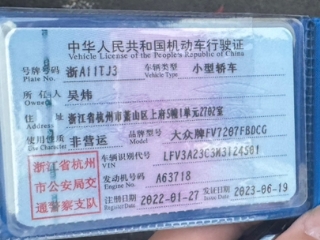 中华人民共和国机动车行驶证
Vehicle License of the People's Republic of China
号牌号码 浙A11TJ3 车辆类型 小型轿车
Plate No. Vehicle Type
所有人 吴炜
Owner
住址 浙江省杭州市萧山区上府5幢1单元2702室
Address
使用性质 非营运 品牌型号 大众牌FV7207FBDCG
Use Character Model
浙江省杭州 车辆识别代号
VIN
市公安局交 发动机号码 A63718
Engine No.
通警察支队 注册日期 2022-01-27 发证日期 2023-06-19
Register Date Issue Date